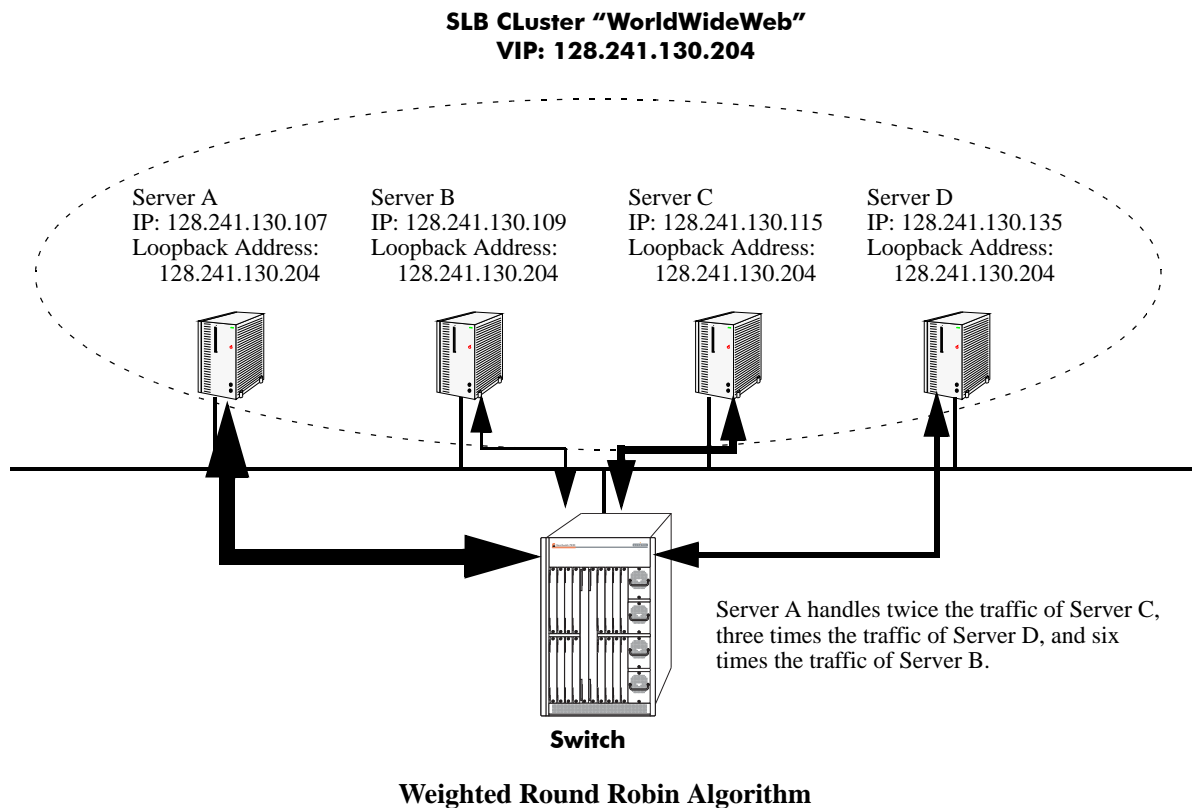 SLB CLuster “WorldWideWeb”
VIP: 128.241.130.204
Server A
IP: 128.241.130.107
Loopback Address:
128.241.130.204
Server B
IP: 128.241.130.109
Loopback Address:
128.241.130.204
Server C
IP: 128.241.130.115
Loopback Address:
128.241.130.204
Server D
IP: 128.241.130.135
Loopback Address:
128.241.130.204
Server A handles twice the traffic of Server C,
three times the traffic of Server D, and six
times the traffic of Server B.
Switch
Weighted Round Robin Algorithm